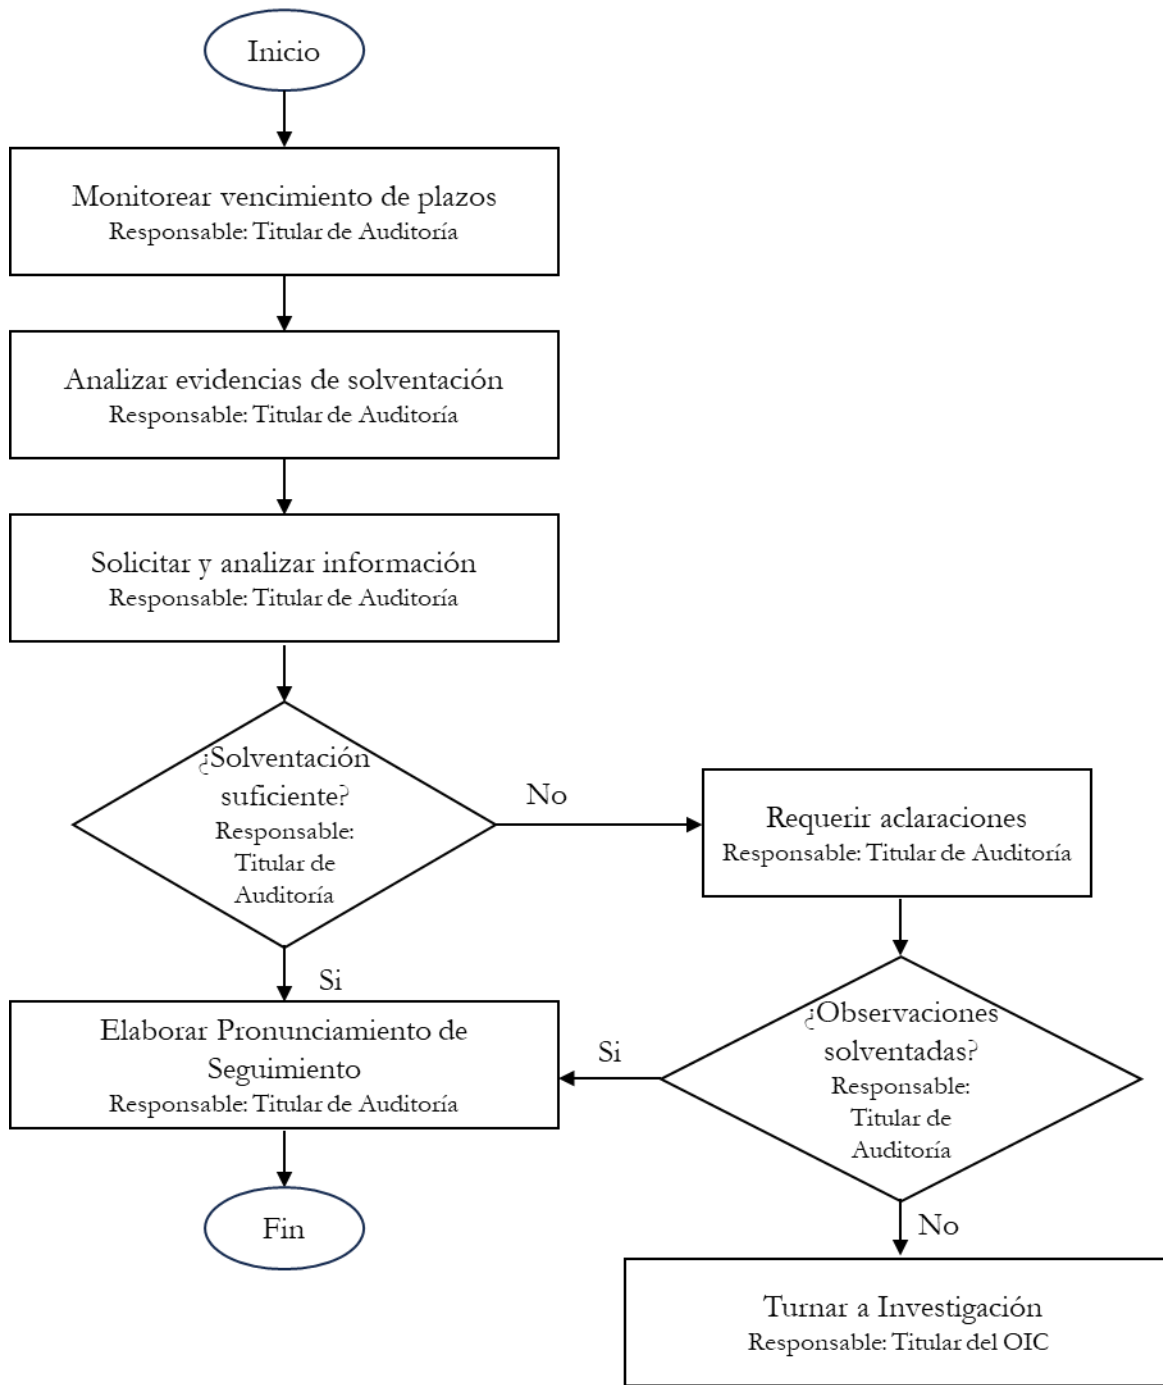 Inicio
Monitorear vencimiento de plazos
Responsable: Titular de Auditoría
Analizar evidencias de solventación
Responsable: Titular de Auditoría
Solicitar y analizar información
Responsable: Titular de Auditoría
¿Solventación
suficiente?
Responsable:
Titular de
Auditoría
No
Requerir aclaraciones
Responsable: Titular de Auditoría
Si
Elaborar Pronunciamiento de
Seguimiento
Responsable: Titular de Auditoría
Si
¿Observaciones
solventadas?
Responsable:
Titular de
Auditoría
Fin
No
Turnar a Investigación
Responsable: Titular del OIC